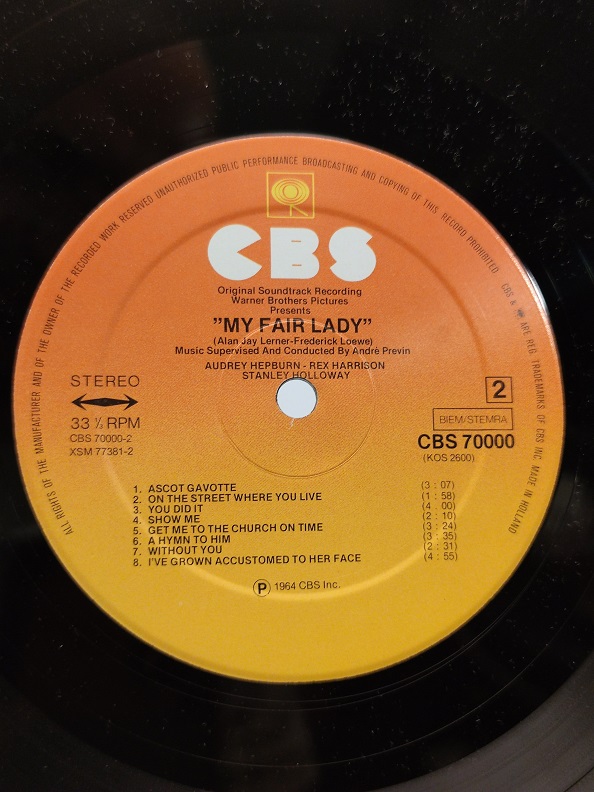 ALL RIGHTS OF THE MANUFACTURER AND OF THE OWNER OF THE RECORDED WORK RESERVED UNAUTHORIZED PUBLIC PERFORMANCE BROADCASTING AND COPYING OF THIS RECORD PROHIBITED CBS & ARE REG. TRADEMARKS OF CBS INC. MADE IN HOLLAND
CBS
Original Soundtrack Recording
Warner Brothers Pictures
Presents
”MY FAIR LADY”
(Alan Jay Lerner-Frederick Loewe)
Music Supervised And Conducted By André Previn
AUDREY HEPBURN - REX HARRISON
STANLEY HOLLOWAY
STEREO
33 ⅓ RPM
CBS 70000-2
XSM 77381-2
2
BIEM/STEMRA
CBS 70000
(KOS 2600)
1. ASCOT GAVOTTE (3 : 07)
2. ON THE STREET WHERE YOU LIVE (1 : 58)
3. YOU DID IT (4 : 00)
4. SHOW ME (2 : 10)
5. GET ME TO THE CHURCH ON TIME (3 : 24)
6. A HYMN TO HIM (3 : 35)
7. WITHOUT YOU (2 : 31)
8. I'VE GROWN ACCUSTOMED TO HER FACE (4 : 55)
Ⓟ 1964 CBS Inc.